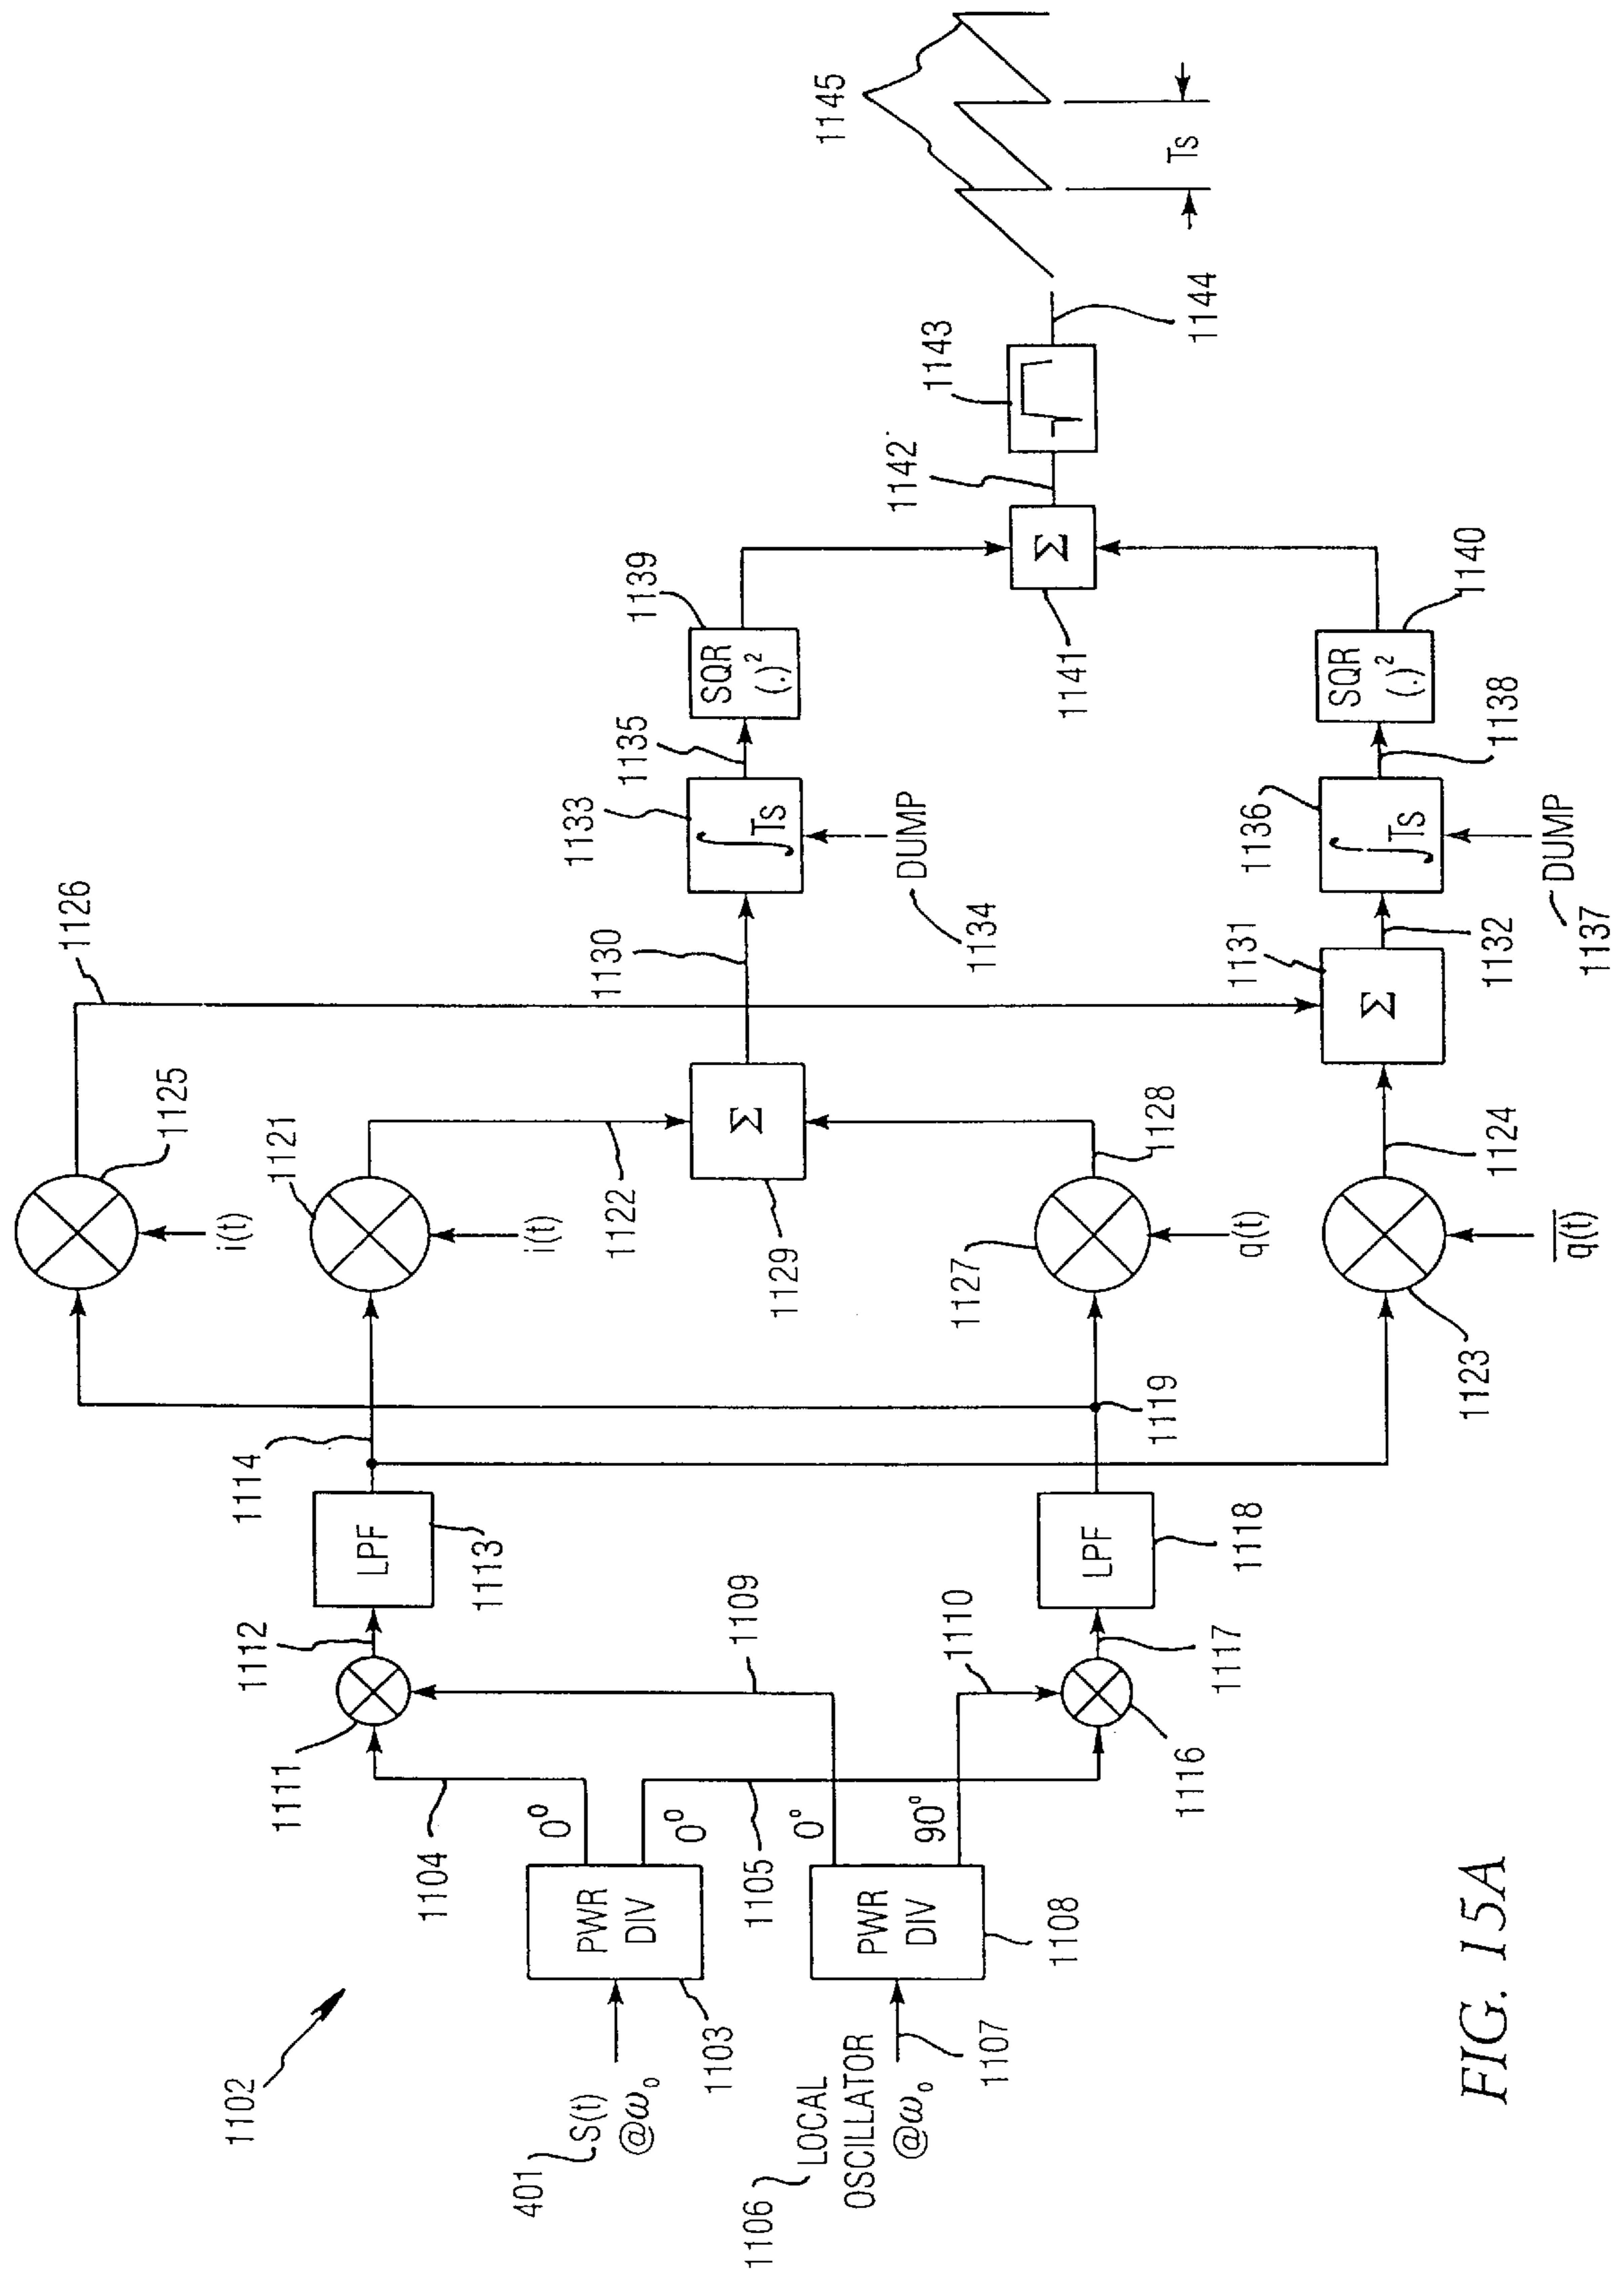 1102
401
S(t)
@ω₀
1103
PWR
DIV
0°
0°
1104
1105
1106
LOCAL
OSCILLATOR
@ω₀
1107
PWR
DIV
1108
0°
90°
1109
1110
1111
1112
LPF
1113
1114
1116
1117
LPF
1118
1119
1125
i(t)
1126
1121
i(t)
1122
Σ
1129
1127
q(t)
1128
1123
q̅(̅t̅)̅
1124
1130
Σ
1131
1132
∫Ts
1133
DUMP
1134
1135
∫Ts
1136
DUMP
1137
1138
SQR
(.)²
1139
SQR
(.)²
1140
Σ
1141
1142
1143
1144
1145
Ts
FIG. 15A